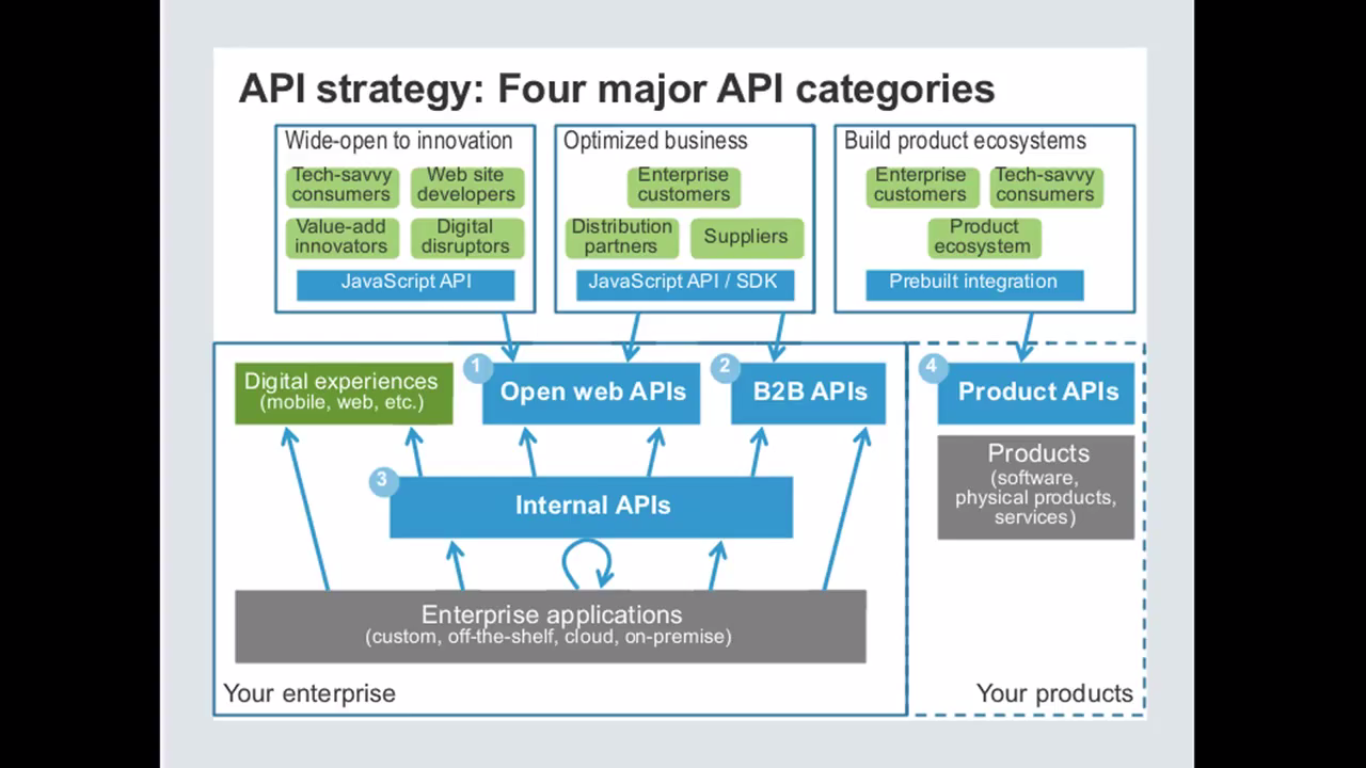 API strategy: Four major API categories
Wide-open to innovation
Tech-savvy
consumers
Web site
developers
Value-add
innovators
Digital
disruptors
JavaScript API
Optimized business
Enterprise
customers
Distribution
partners
Suppliers
JavaScript API / SDK
Build product ecosystems
Enterprise
customers
Tech-savvy
consumers
Product
ecosystem
Prebuilt integration
Digital experiences
(mobile, web, etc.)
1
Open web APIs
2
B2B APIs
3
Internal APIs
Enterprise applications
(custom, off-the-shelf, cloud, on-premise)
Your enterprise
4
Product APIs
Products
(software,
physical products,
services)
Your products